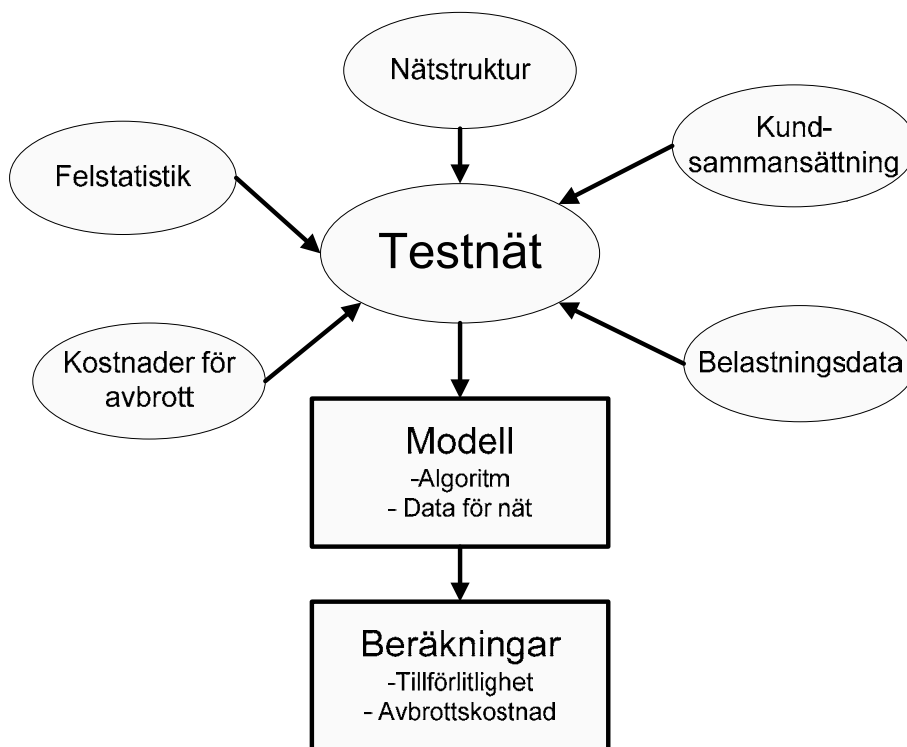 Nätstruktur
Kund-
sammansättning
Felstatistik
Testnät
Kostnader för
avbrott
Belastningsdata
Modell
-Algoritm
- Data för nät
Beräkningar
-Tillförlitlighet
- Avbrottskostnad